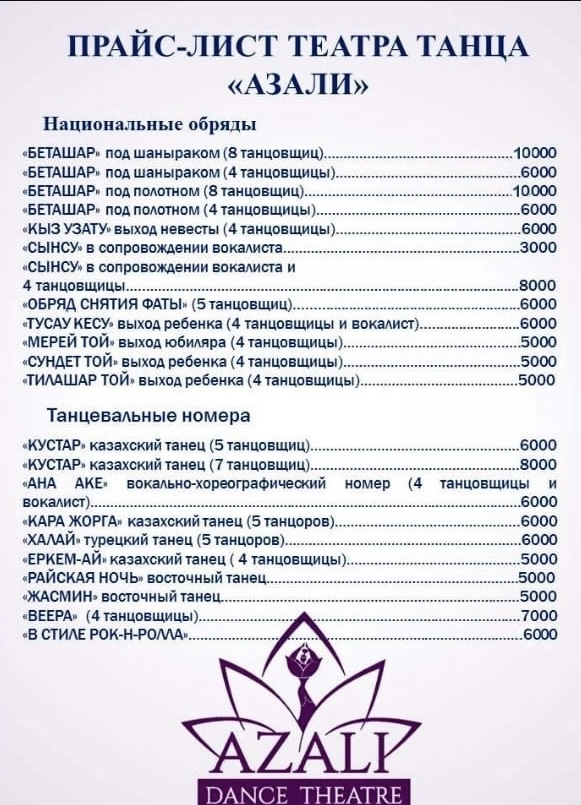 ПРАЙС-ЛИСТ ТЕАТРА ТАНЦА
«АЗАЛИ»
Национальные обряды
«БЕТАШАР» под шаныраком (8 танцовщиц)....................................10000
«БЕТАШАР» под шаныраком (4 танцовщицы)....................................6000
«БЕТАШАР» под полотном (8 танцовщиц)....................................10000
«БЕТАШАР» под полотном (4 танцовщицы)....................................6000
«КЫЗ УЗАТУ» выход невесты (4 танцовщицы)....................................6000
«СЫНСУ» в сопровождении вокалиста....................................3000
«СЫНСУ» в сопровождении вокалиста и
4 танцовщицы....................................8000
«ОБРЯД СНЯТИЯ ФАТЫ» (5 танцовщиц)....................................6000
«ТУСАУ КЕСУ» выход ребенка (4 танцовщицы и вокалист)....................6000
«МЕРЕЙ ТОЙ» выход юбиляра (4 танцовщицы)....................................5000
«СУНДЕТ ТОЙ» выход ребенка (4 танцовщицы)....................................5000
«ТИЛАШАР ТОЙ» выход ребенка (4 танцовщицы)....................................5000
Танцевальные номера
«КУСТАР» казахский танец (5 танцовщиц)....................................6000
«КУСТАР» казахский танец (7 танцовщиц)....................................8000
«АНА АКЕ» вокально-хореографический номер (4 танцовщицы и
вокалист)....................................6000
«КАРА ЖОРГА» казахский танец (5 танцоров)....................................6000
«ХАЛАЙ» турецкий танец (5 танцоров)....................................6000
«ЕРКЕМ-АЙ» казахский танец ( 4 танцовщицы)....................................5000
«РАЙСКАЯ НОЧЬ» восточный танец....................................5000
«ЖАСМИН» восточный танец....................................5000
«ВЕЕРА» (4 танцовщицы)....................................7000
«В СТИЛЕ РОК-Н-РОЛЛА»....................................6000
AZALI
DANCE THEATRE